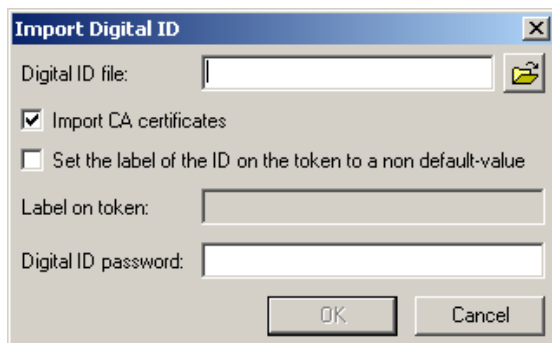 Import Digital ID
Digital ID file:
Import CA certificates
Set the label of the ID on the token to a non default-value
Label on token:
Digital ID password:
OK Cancel